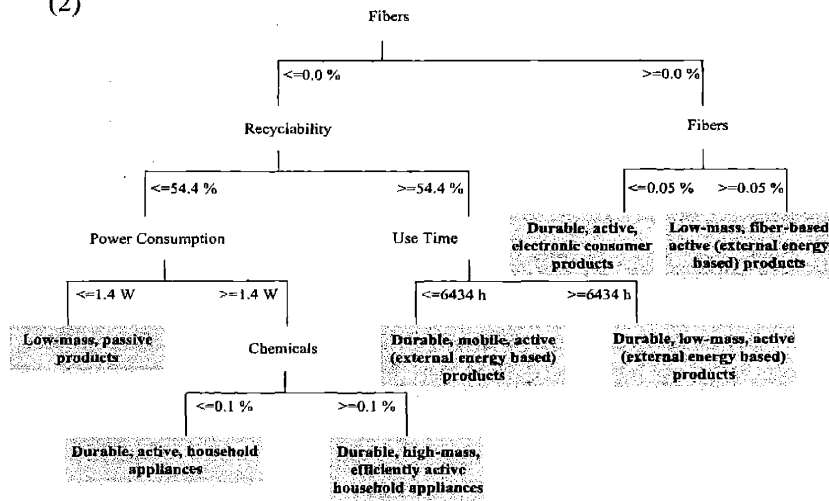 (2)
Fibers
<=0.0 %
>=0.0 %
Recyclability
Fibers
<=54.4 %
>=54.4 %
<=0.05 %
>=0.05 %
Power Consumption
Use Time
Durable, active,
electronic consumer
products
Low-mass, fiber-based
active (external energy
based) products
<=1.4 W
>=1.4 W
<=6434 h
>=6434 h
Low-mass, passive
products
Chemicals
Durable, mobile, active
(external energy based)
products
Durable, low-mass, active
(external energy based)
products
<=0.1 %
>=0.1 %
Durable, active, household
appliances
Durable, high-mass,
efficiently active
household appliances